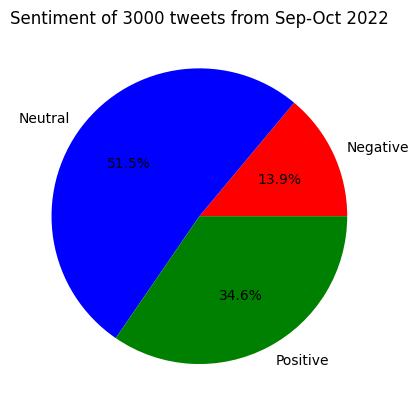 Sentiment of 3000 tweets from Sep-Oct 2022
Neutral
51.5%
Negative
13.9%
34.6%
Positive